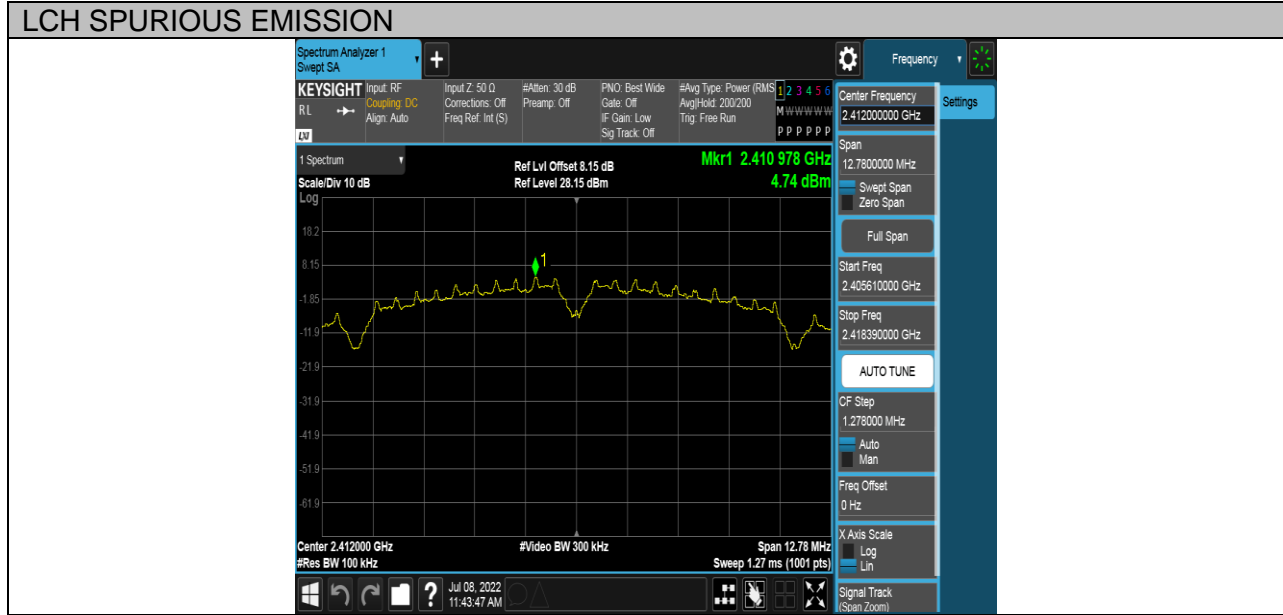 LCH SPURIOUS EMISSION
Spectrum Analyzer 1
Swept SA
+
Frequency
KEYSIGHT
RL
LXI
Input: RF
Coupling: DC
Align: Auto
Input Z: 50 Ω
Corrections: Off
Freq Ref: Int (S)
#Atten: 30 dB
Preamp: Off
PNO: Best Wide
Gate: Off
IF Gain: Low
Sig Track: Off
#Avg Type: Power (RMS
Avg|Hold: 200/200
Trig: Free Run
1 2 3 4 5 6
M W W W W W
P P P P P P
1 Spectrum
Scale/Div 10 dB
Log
Ref Lvl Offset 8.15 dB
Ref Level 28.15 dBm
Mkr1 2.410 978 GHz
4.74 dBm
18.2
8.15
-1.85
-11.9
-21.9
-31.9
-41.9
-51.9
-61.9
1
Center 2.412000 GHz
#Res BW 100 kHz
#Video BW 300 kHz
Span 12.78 MHz
Sweep 1.27 ms (1001 pts)
?
Jul 08, 2022
11:43:47 AM
Center Frequency
2.412000000 GHz
Settings
Span
12.7800000 MHz
Swept Span
Zero Span
Full Span
Start Freq
2.405610000 GHz
Stop Freq
2.418390000 GHz
AUTO TUNE
CF Step
1.278000 MHz
Auto
Man
Freq Offset
0 Hz
X Axis Scale
Log
Lin
Signal Track
(Span Zoom)